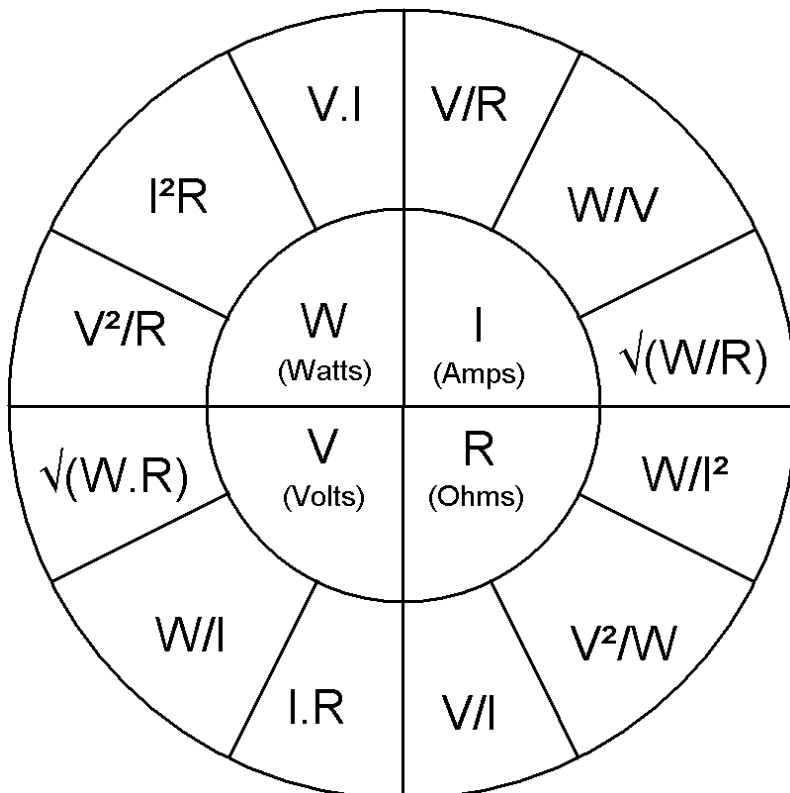 V.I
V/R
I²R
W/V
V²/R
W
(Watts)
I
(Amps)
√(W/R)
√(W.R)
V
(Volts)
R
(Ohms)
W/I²
W/I
V²/W
I.R
V/I